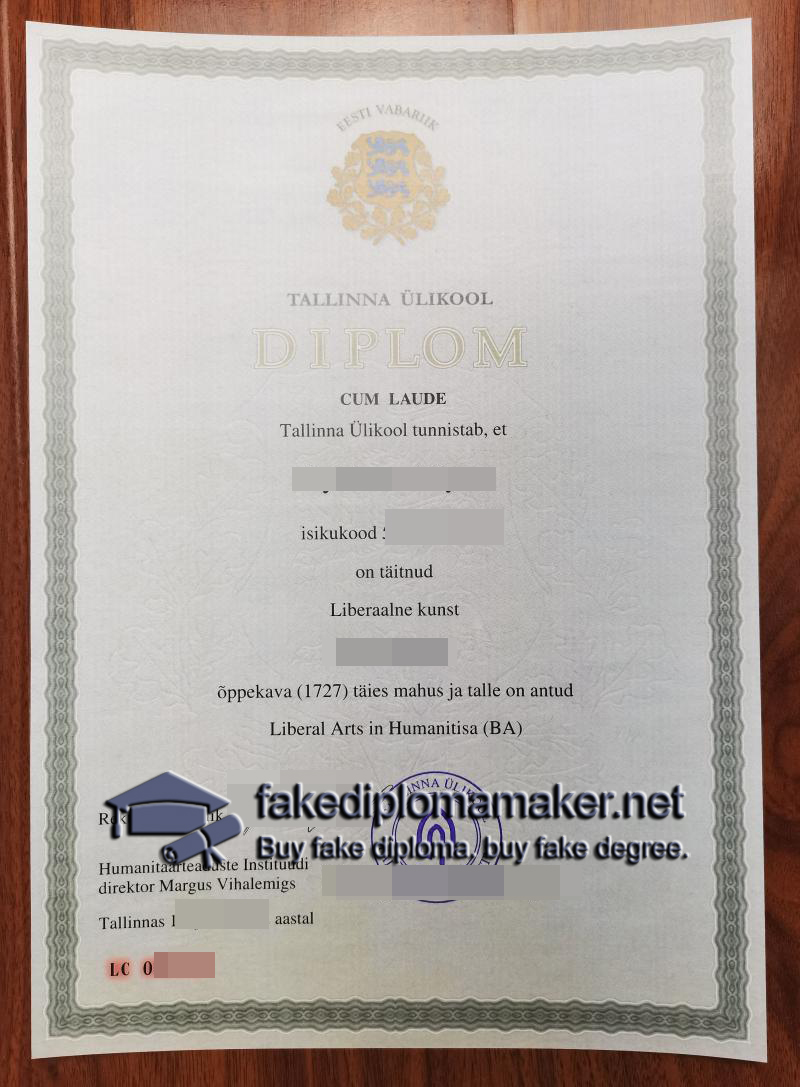 EESTI VABARIIK
TALLINNA ÜLIKOOL
DIPLOM
CUM LAUDE
Tallinna Ülikool tunnistab, et
isikukood
on täitnud
Liberaalne kunst
õppekava (1727) täies mahus ja talle on antud
Liberal Arts in Humanitisa (BA)
fakediplomamaker.net
Buy fake diploma, buy fake degree.
Humanitaarteaduste Instituudi
direktor Margus Vihalemigs
Tallinnas 1 aastal
LC 0